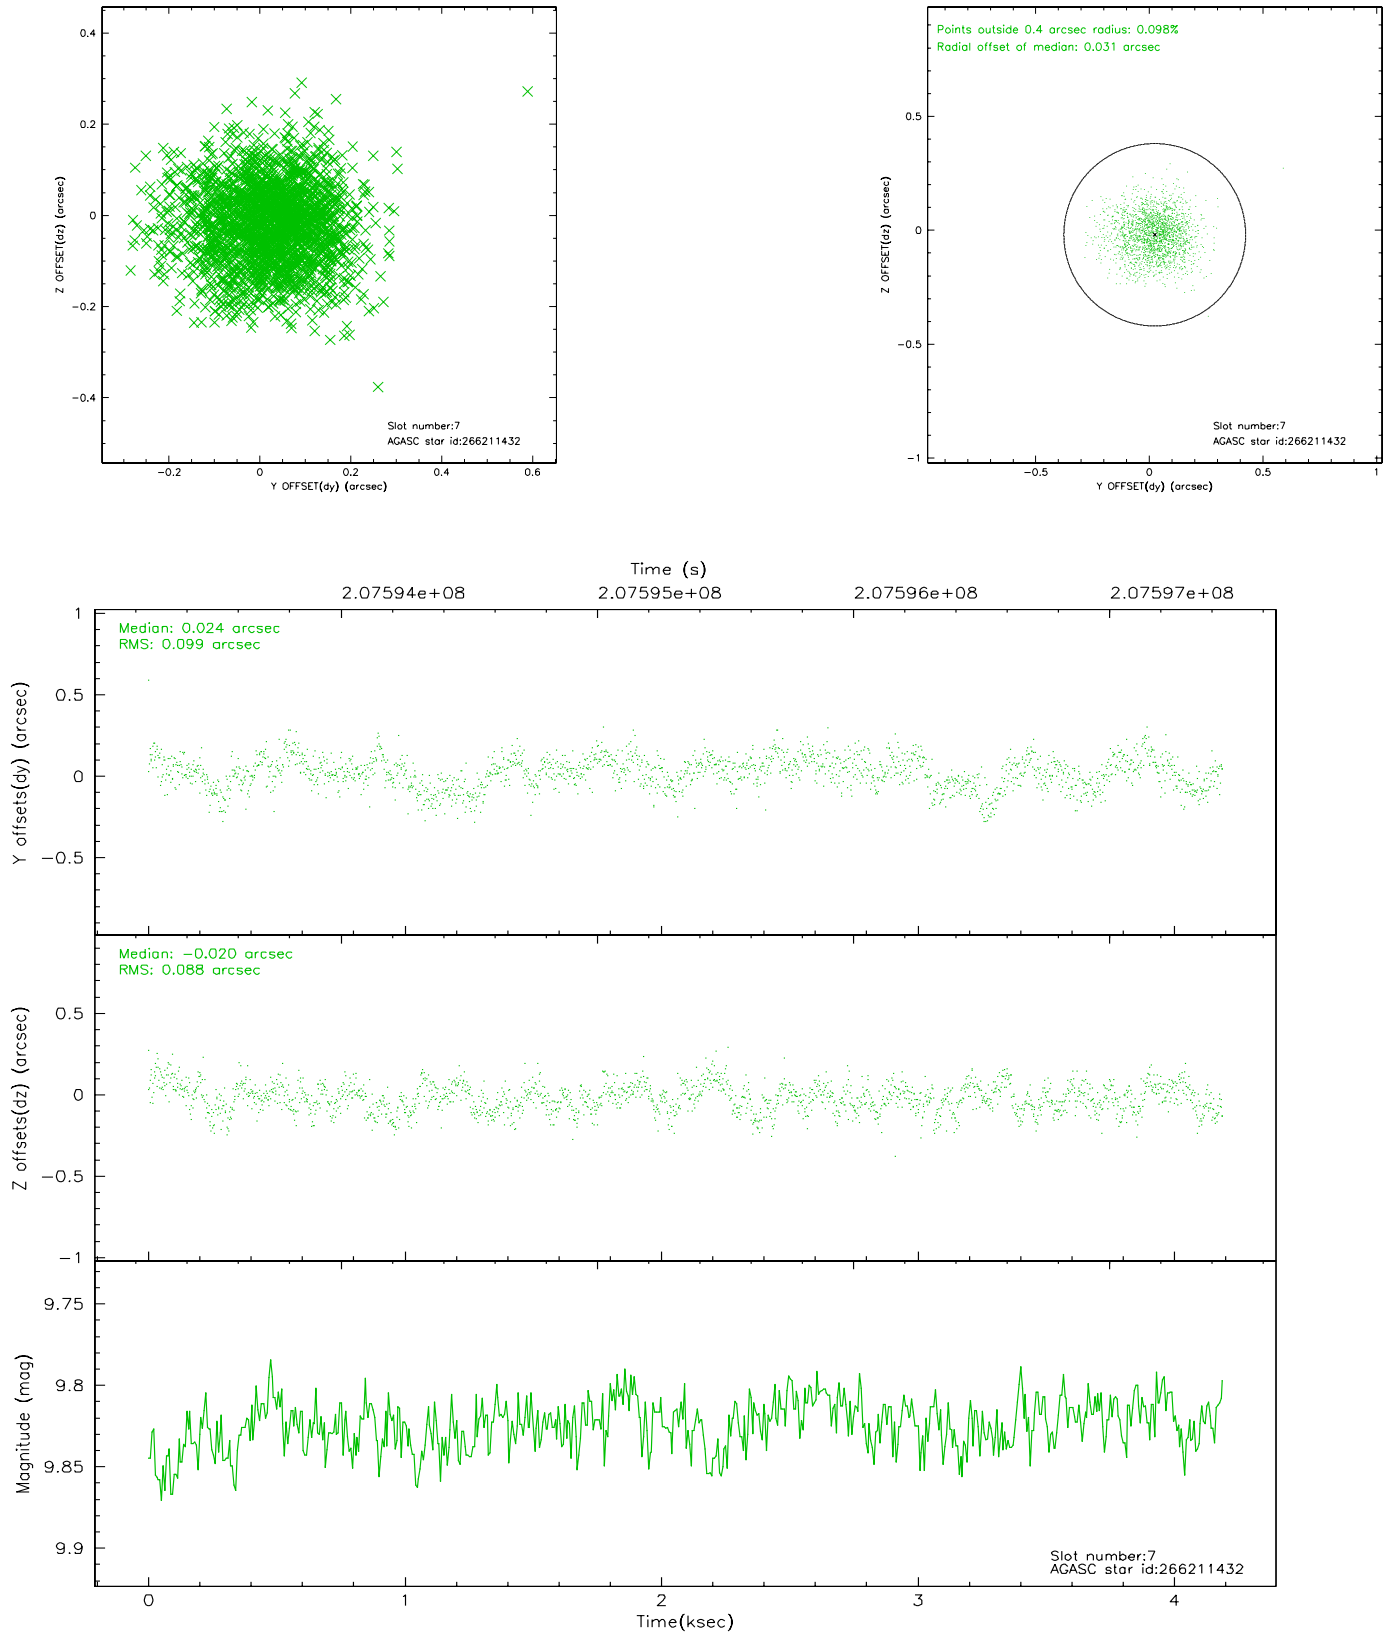 0.4
0.2
0
−0.2
−0.4
Z OFFSET(dz) (arcsec)
−0.2
0
0.2
0.4
0.6
Y OFFSET(dy) (arcsec)
Slot number:7
AGASC star id:266211432
Points outside 0.4 arcsec radius: 0.098%
Radial offset of median: 0.031 arcsec
0.5
0
−0.5
−1
Z OFFSET(dz) (arcsec)
−0.5
0
0.5
1
Y OFFSET(dy) (arcsec)
Slot number:7
AGASC star id:266211432
Time (s)
2.07594e+08
2.07595e+08
2.07596e+08
2.07597e+08
Median: 0.024 arcsec
RMS: 0.099 arcsec
1
0.5
0
−0.5
Y offsets(dy) (arcsec)
Median: −0.020 arcsec
RMS: 0.088 arcsec
0.5
0
−0.5
−1
Z offsets(dz) (arcsec)
9.75
9.8
9.85
9.9
Magnitude (mag)
Slot number:7
AGASC star id:266211432
0
1
2
3
4
Time(ksec)